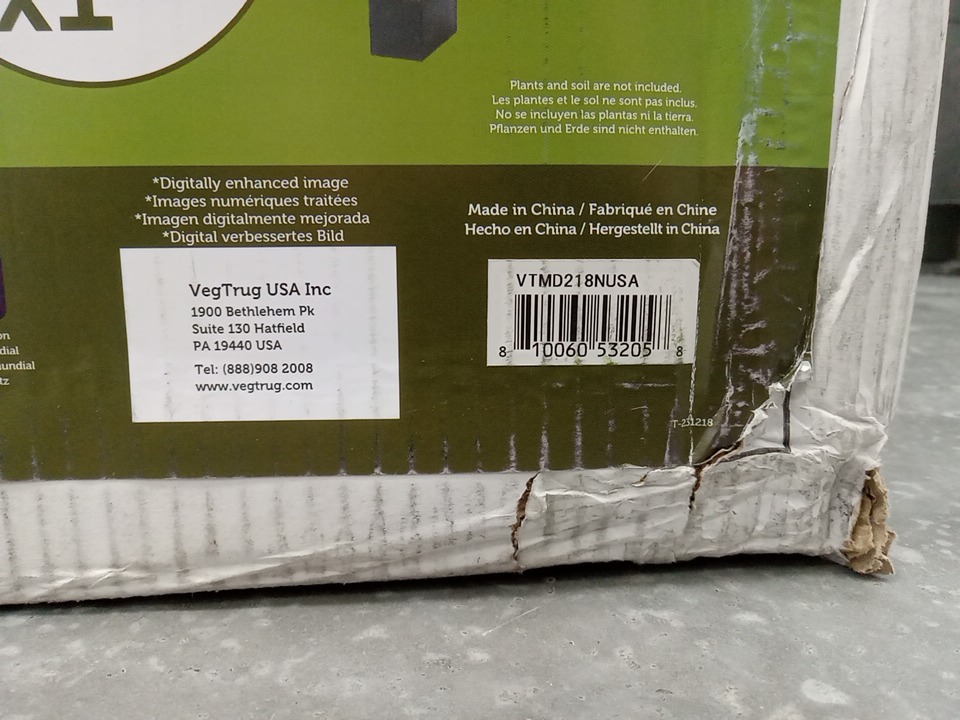 Plants and soil are not included.
Les plantes et le sol ne sont pas inclus.
No se incluyen las plantas ni la tierra.
Pflanzen und Erde sind nicht enthalten.
*Digitally enhanced image
*Images numériques traitées
*Imagen digitalmente mejorada
*Digital verbessertes Bild
Made in China / Fabriqué en Chine
Hecho en China / Hergestellt in China
VegTrug USA Inc
1900 Bethlehem Pk
Suite 130 Hatfield
PA 19440 USA
Tel: (888)908 2008
www.vegtrug.com
VTMD218NUSA
8 10060 53205 8